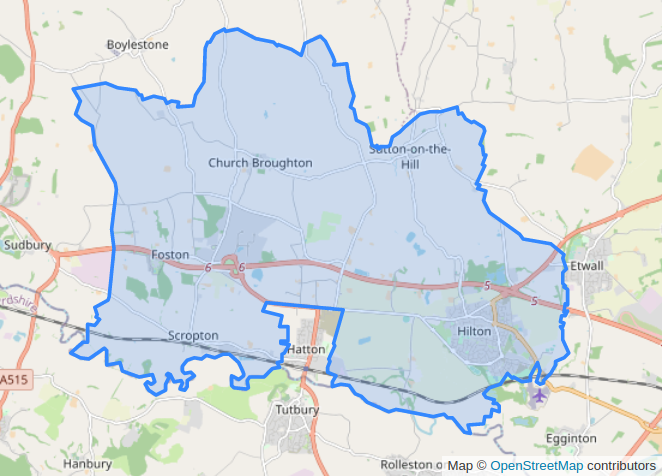 Boylestone
Church Broughton
Sutton-on-the-
Hill
Sudbury
Foston
6
6
5
5
Etwall
rdshire
Scropton
Hilton
Hatton
A515
Tutbury
Egginton
Hanbury
Rolleston o
Map © OpenStreetMap contributors